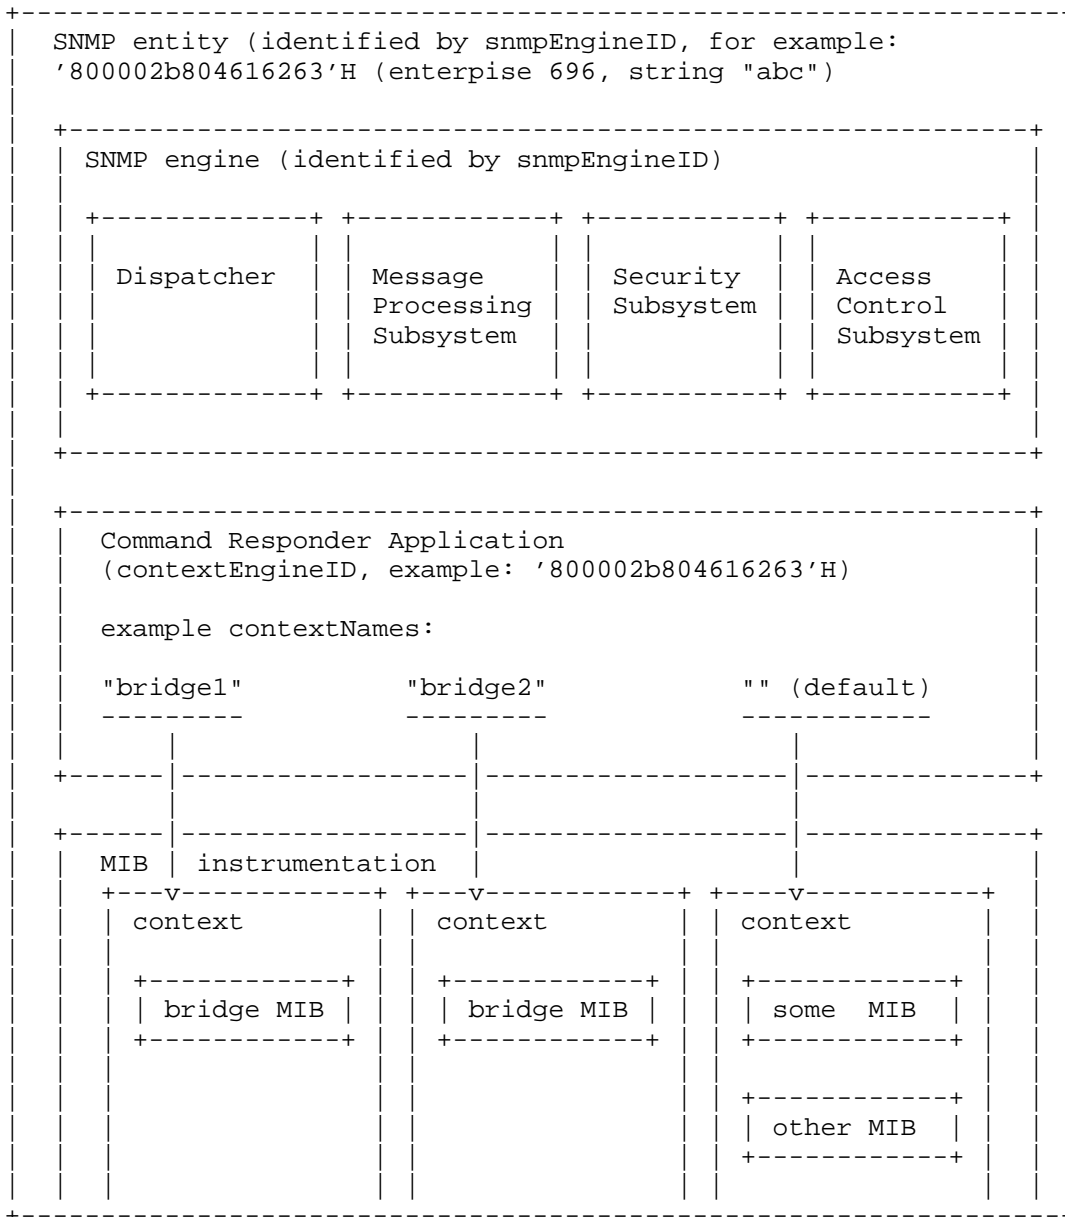 SNMP entity (identified by snmpEngineID, for example:
'800002b804616263'H (enterpise 696, string "abc")
SNMP engine (identified by snmpEngineID)
Dispatcher Message Security Access
Processing Subsystem Control
Subsystem Subsystem
Command Responder Application
(contextEngineID, example: '800002b804616263'H)
example contextNames:
"bridge1" "bridge2" "" (default)
MIB instrumentation
context context context
bridge MIB bridge MIB some MIB
other MIB